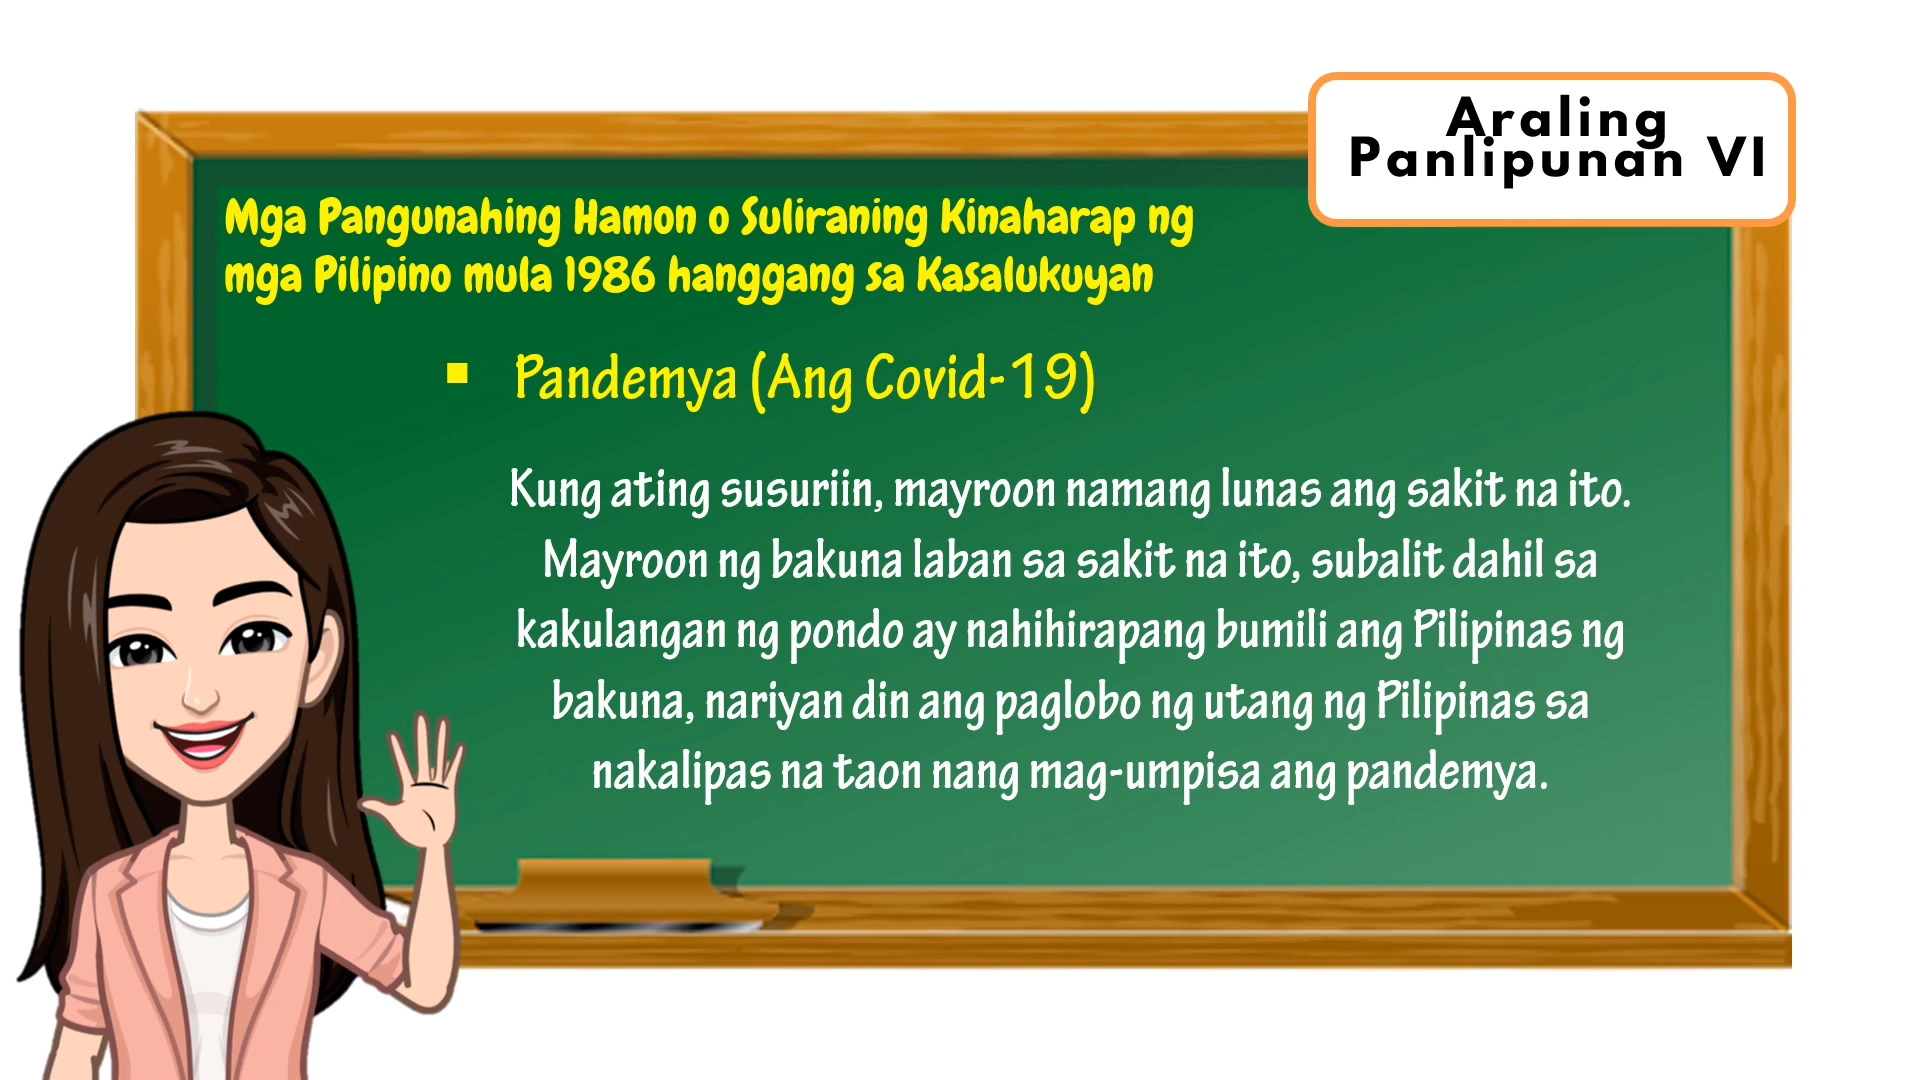 Araling
Panlipunan VI
Mga Pangunahing Hamon o Suliraning Kinaharap ng
mga Pilipino mula 1986 hanggang sa Kasalukuyan
▪ Pandemya (Ang Covid-19)
Kung ating susuriin, mayroon namang lunas ang sakit na ito.
Mayroon ng bakuna laban sa sakit na ito, subalit dahil sa
kakulangan ng pondo ay nahihirapang bumili ang Pilipinas ng
bakuna, nariyan din ang paglobo ng utang ng Pilipinas sa
nakalipas na taon nang mag-umpisa ang pandemya.